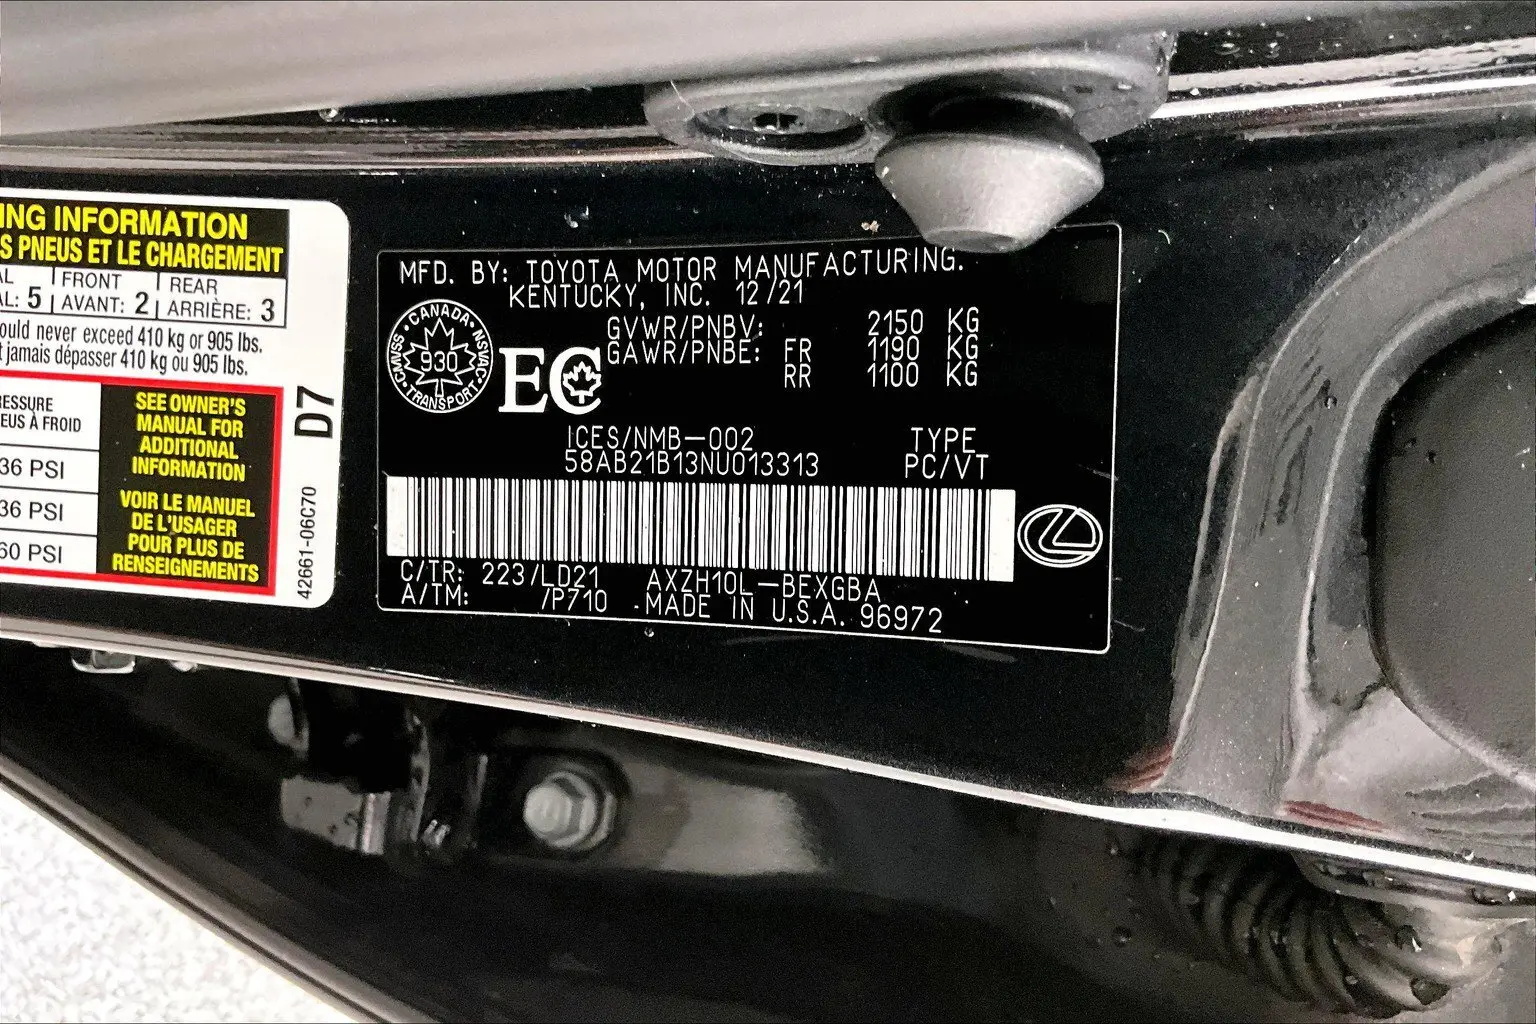 ING INFORMATION
S PNEUS ET LE CHARGEMENT
AL FRONT REAR
AL: 5 AVANT: 2 ARRIÈRE: 3
ould never exceed 410 kg or 905 lbs.
t jamais dépasser 410 kg ou 905 lbs.
ESSURE
EUS À FROID
36 PSI
36 PSI
60 PSI
SEE OWNER'S
MANUAL FOR
ADDITIONAL
INFORMATION
VOIR LE MANUEL
DE L'USAGER
POUR PLUS DE
RENSEIGNEMENTS
D7
42661-06C70
MFD. BY: TOYOTA MOTOR MANUFACTURING.
KENTUCKY, INC. 12/21
CANADA
NSVAC • CMVSS
930
TRANSPORT
EC
GVWR/PNBV: 2150 KG
GAWR/PNBE: FR 1190 KG
RR 1100 KG
ICES/NMB-002 TYPE
58AB21B13NU013313 PC/VT
C/TR: 223/LD21 AXZH10L-BEXGBA
A/TM: /P710 -MADE IN U.S.A. 96972